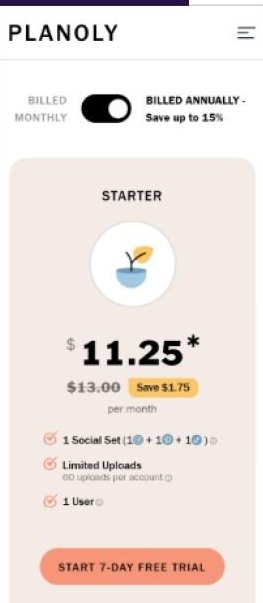 PLANOLY
BILLED MONTHLY
BILLED ANNUALLY -
Save up to 15%
STARTER
$ 11.25*
$13.00 Save $1.75
per month
1 Social Set (1 + 1 + 1)
Limited Uploads
60 uploads per account
1 User
START 7-DAY FREE TRIAL